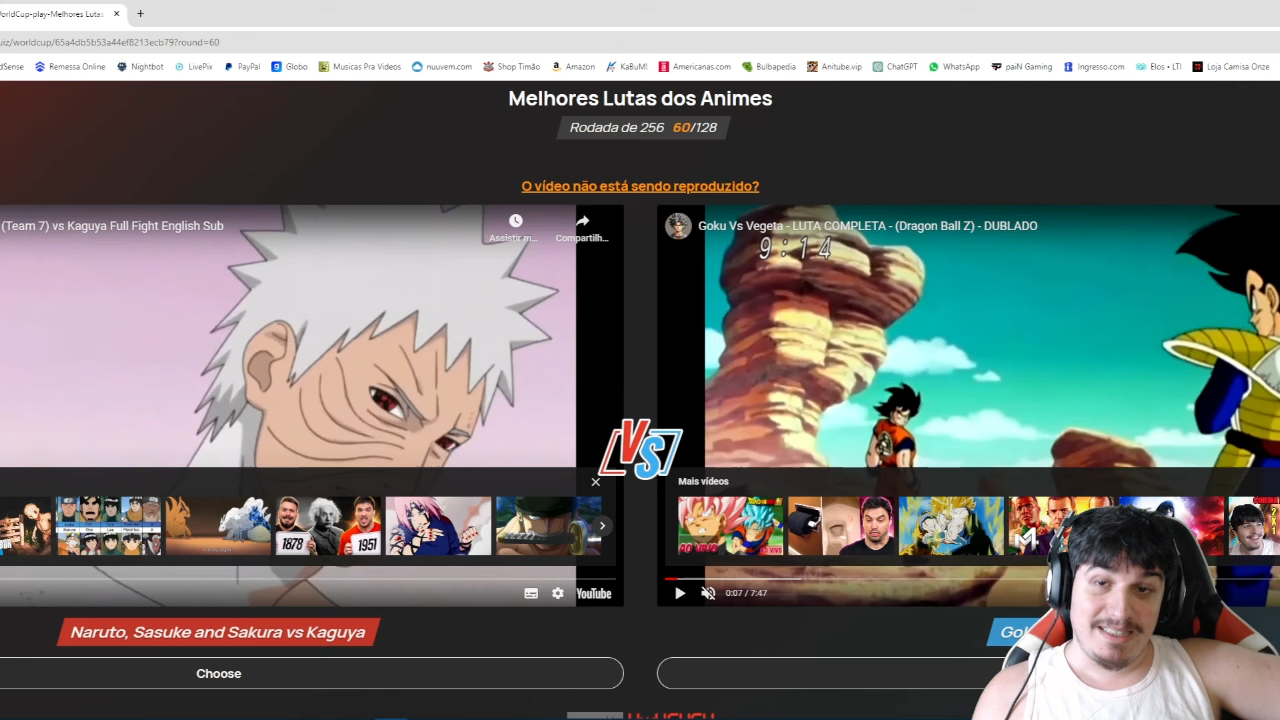 WorldCup-play-Melhores Lutas
uiz/worldcup/65a4db5b53a44ef8213ecb79?round=60
dSense Remessa Online Nightbot LivePix PayPal Globo Musicas Pra Videos nuuvem.com Shop Timão Amazon KaBuM! Americanas.com Bulbapedia Anitube.vip ChatGPT WhatsApp paiN Gaming Ingresso.com Elos • LTI Loja Camisa Onze
Melhores Lutas dos Animes
Rodada de 256 60/128
O vídeo não está sendo reproduzido?
(Team 7) vs Kaguya Full Fight English Sub
Assistir m...
Compartilh...
Goku Vs Vegeta - LUTA COMPLETA - (Dragon Ball Z) - DUBLADO
9:14
VS
Mais vídeos
1878
1951
AO VIVO
YouTube
0:07 / 7:47
Naruto, Sasuke and Sakura vs Kaguya
Gok
Choose